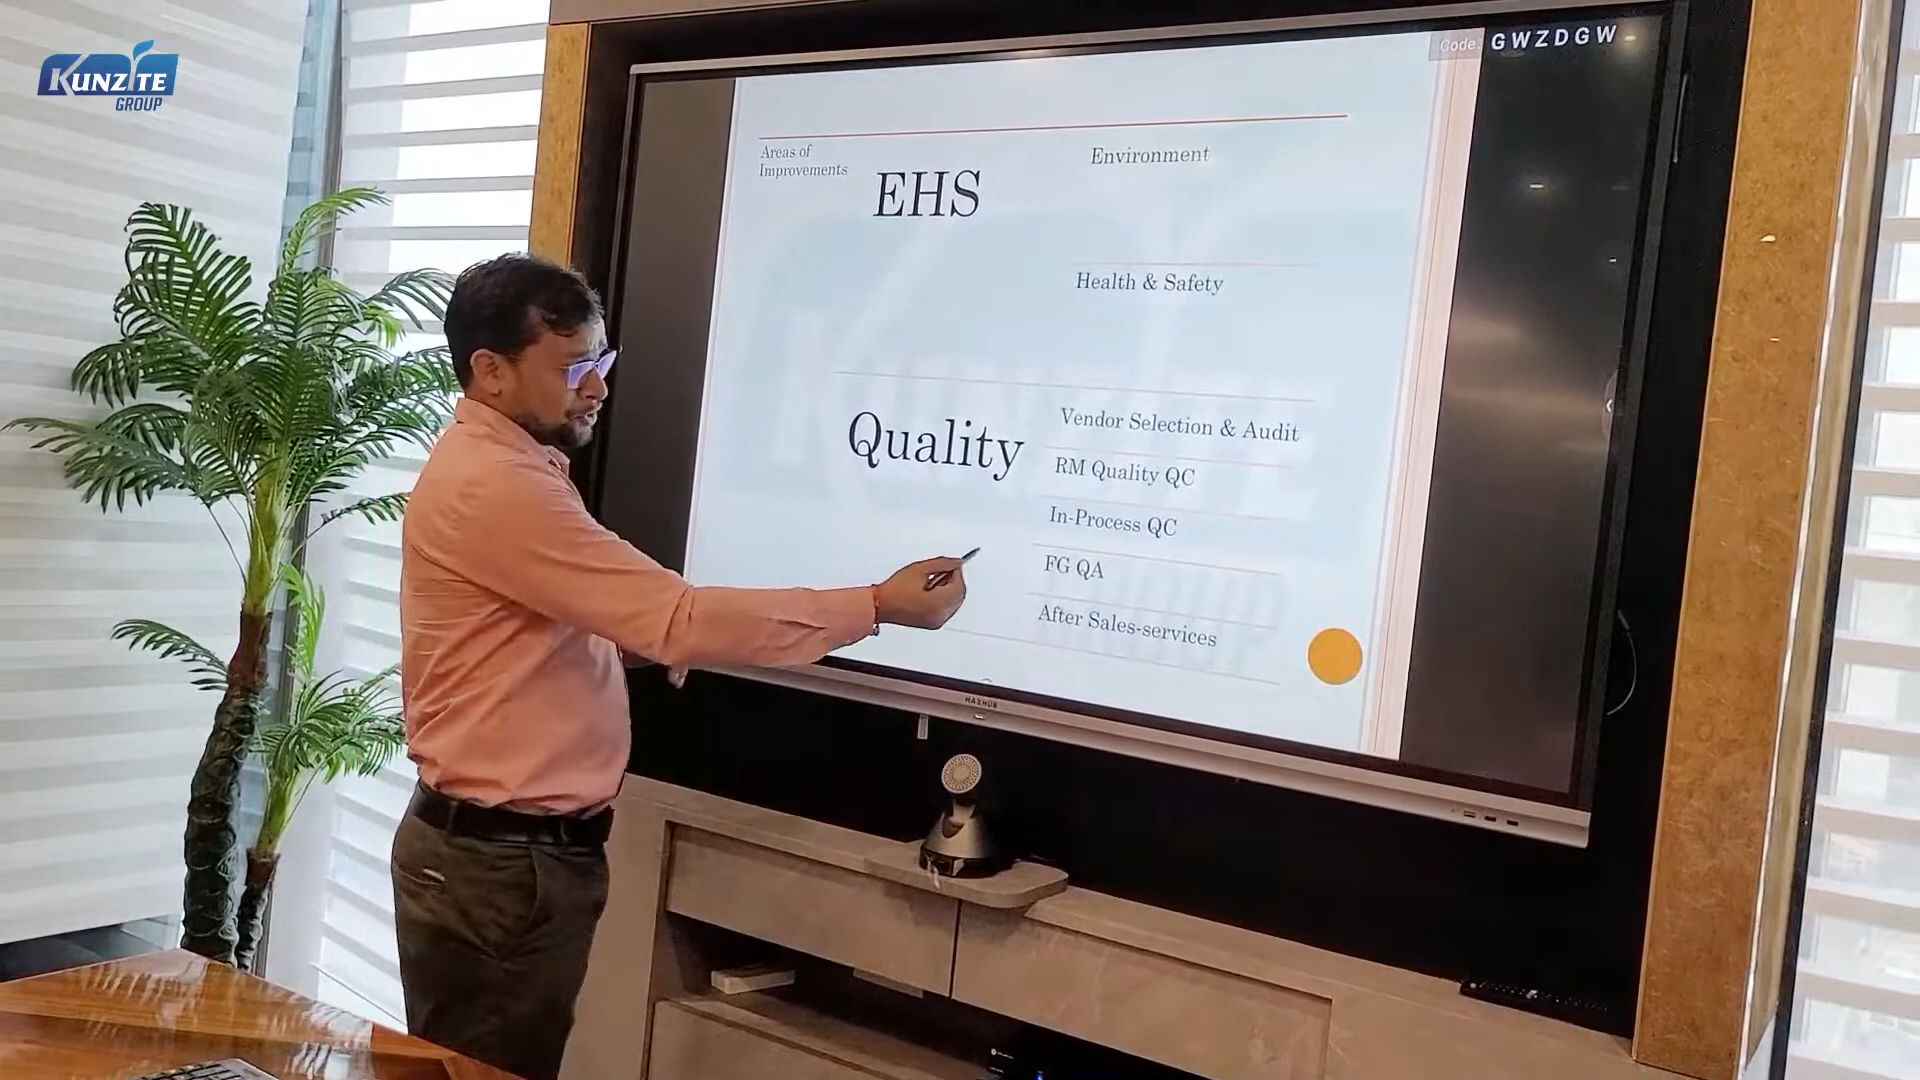 KUNZITE
GROUP
Code: GWZDGW
Areas of
Improvements
EHS
Environment
Health & Safety
Quality
Vendor Selection & Audit
RM Quality QC
In-Process QC
FG QA
After Sales-services
MAXHUB